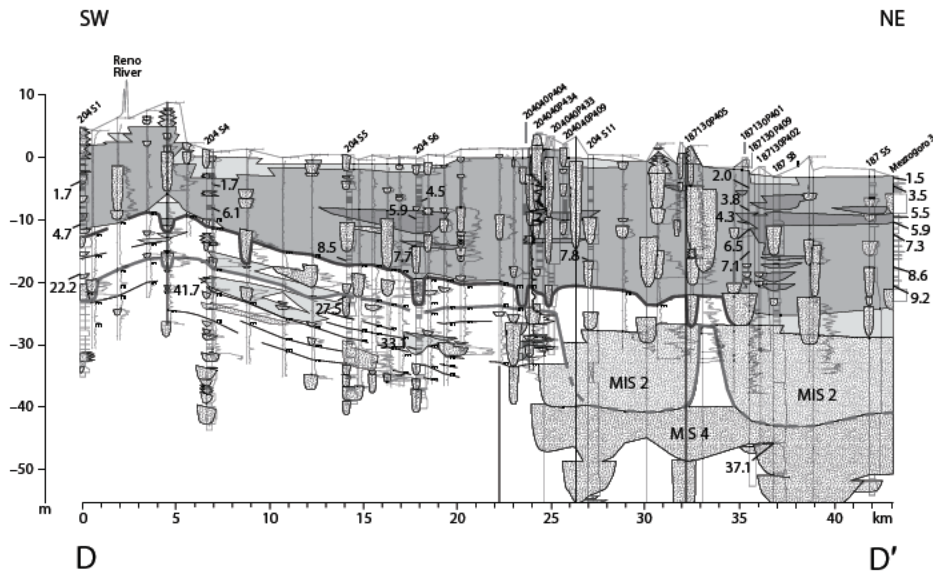 SW NE
Reno
River
204 S1
204 S4
204 S5
204 S6
204040P404
204040P434
204040P433
204040P409
204 S11
187130P405
187130P401
187130P409
187130P402
187 S8
187 S5
Mezzogoro 3
10
0
–10
–20
–30
–40
–50
m
1.7
4.7
22.2
1.7
6.1
41.7
8.5
27.5
4.5
5.9
7.7
33.1
7.8
2.0
3.8
4.3
6.5
7.1
1.5
3.5
5.5
5.9
7.3
8.6
9.2
MIS 2
MIS 2
MIS 4
37.1
0 5 10 15 20 25 30 35 40 km
D D′